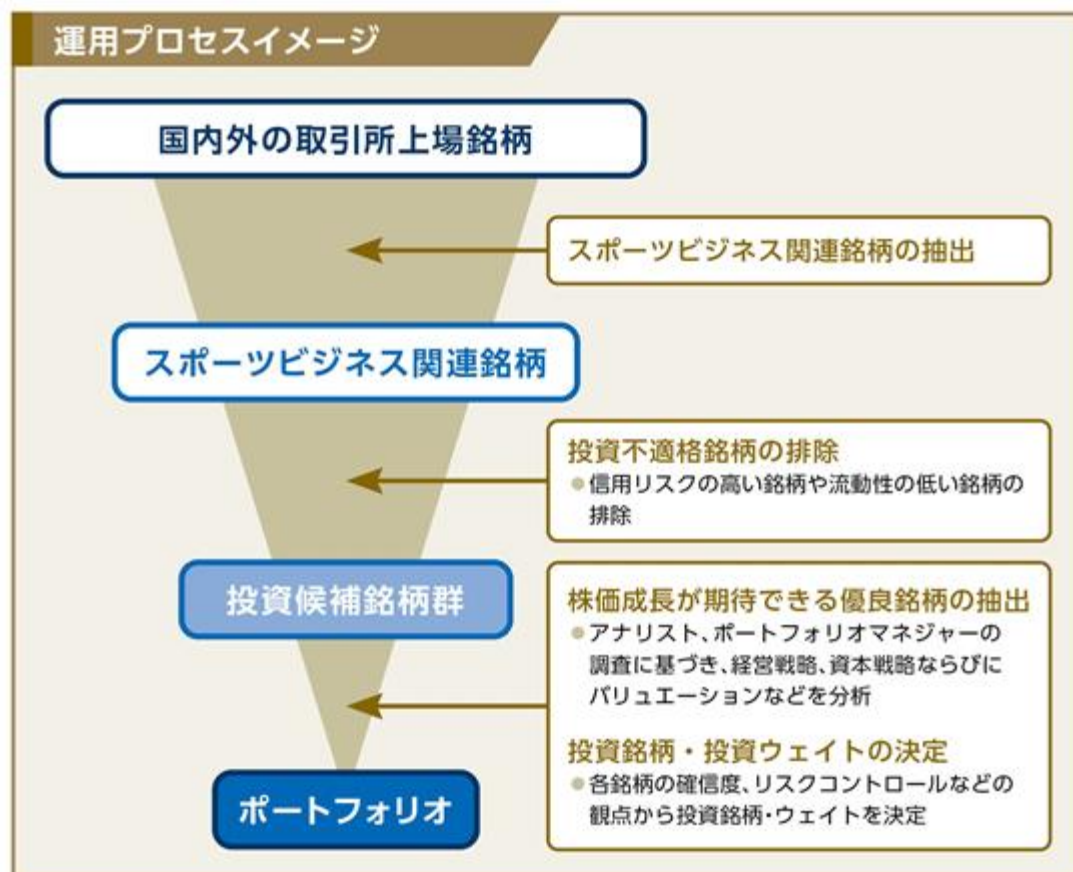 運用プロセスイメージ
国内外の取引所上場銘柄
スポーツビジネス関連銘柄の抽出
スポーツビジネス関連銘柄
投資不適格銘柄の排除
●信用リスクの高い銘柄や流動性の低い銘柄の
排除
投資候補銘柄群
株価成長が期待できる優良銘柄の抽出
●アナリスト、ポートフォリオマネジャーの
調査に基づき、経営戦略、資本戦略ならびに
バリュエーションなどを分析
投資銘柄・投資ウェイトの決定
●各銘柄の確信度、リスクコントロールなどの
観点から投資銘柄・ウェイトを決定
ポートフォリオ